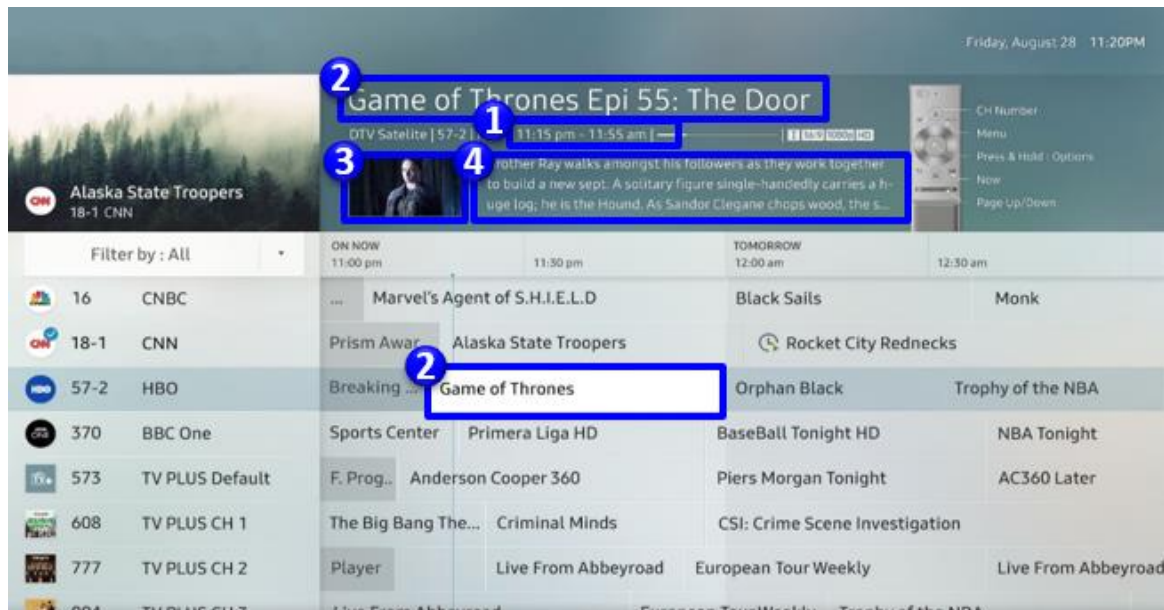 Friday, August 28 11:20PM
2
Game of Thrones Epi 55: The Door
1
DTV Satelite | 57-2 | 11:15 pm - 11:55 am |
| 16:9 1080p HD
3
4
Brother Ray walks amongst his followers as they work together
to build a new sept. A solitary figure single-handedly carries a h-
uge log; he is the Hound. As Sandor Clegane chops wood, the s...
CH Number
Menu
Press & Hold : Options
Now
Page Up/Down
CNN
Alaska State Troopers
18-1 CNN
Filter by : All
ON NOW
11:00 pm
11:30 pm
TOMORROW
12:00 am
12:30 am
16 CNBC ... Marvel's Agent of S.H.I.E.L.D Black Sails Monk
CNN 18-1 CNN Prism Awar... Alaska State Troopers Rocket City Rednecks
2
HBO 57-2 HBO Breaking ... Game of Thrones Orphan Black Trophy of the NBA
370 BBC One Sports Center Primera Liga HD BaseBall Tonight HD NBA Tonight
573 TV PLUS Default F. Prog.. Anderson Cooper 360 Piers Morgan Tonight AC360 Later
608 TV PLUS CH 1 The Big Bang The... Criminal Minds CSI: Crime Scene Investigation
777 TV PLUS CH 2 Player Live From Abbeyroad European Tour Weekly Live From Abbeyroad